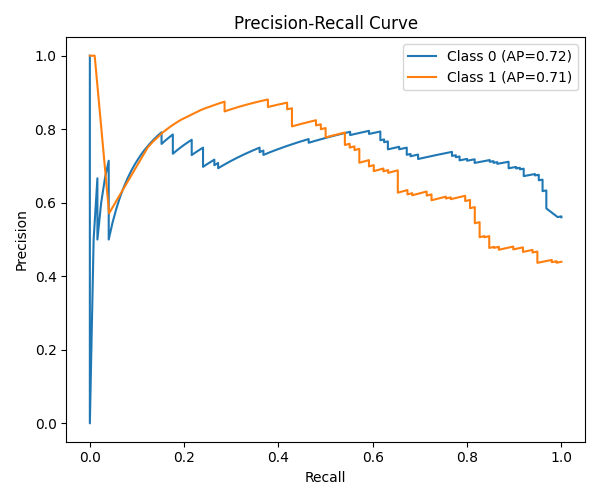 Precision-Recall Curve
Class 0 (AP=0.72)
Class 1 (AP=0.71)
1.0
0.8
0.6
0.4
0.2
0.0
Precision
0.0 0.2 0.4 0.6 0.8 1.0
Recall